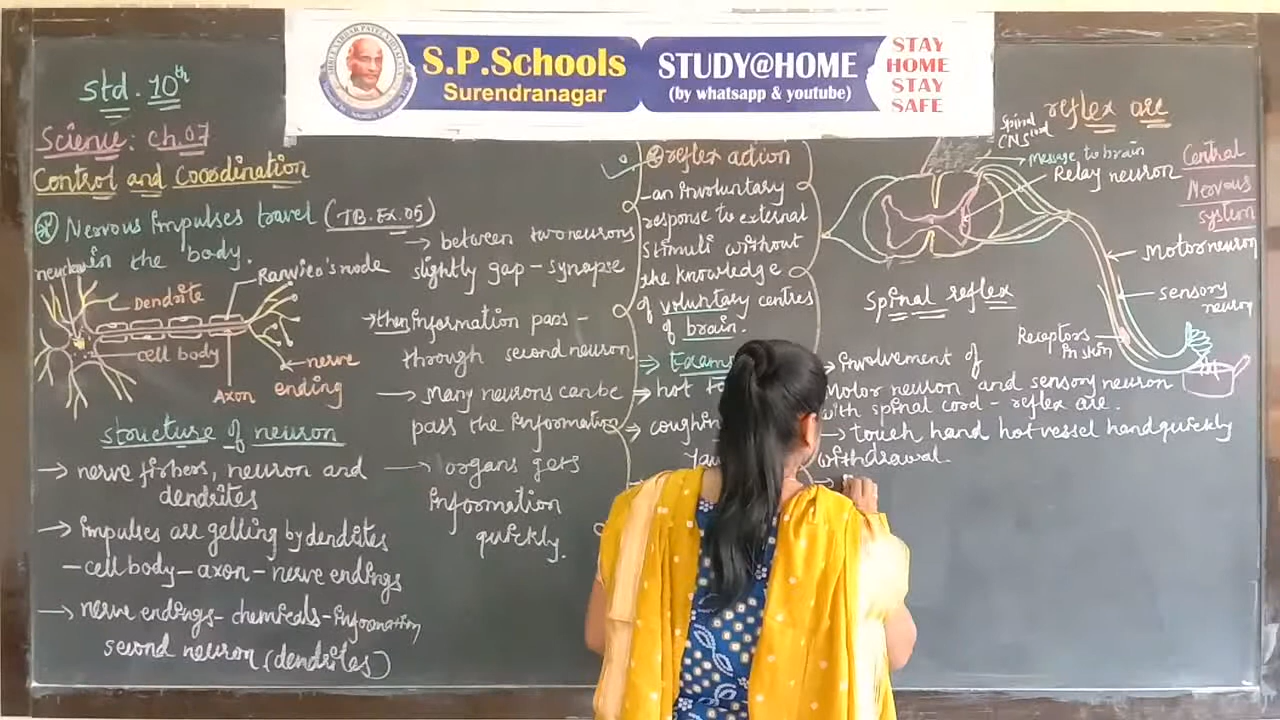 S.P.Schools
Surendranagar
STUDY@HOME
(by whatsapp & youtube)
STAY
HOME
STAY
SAFE
Std. 10th
Science: Ch.07
Control and Coordination
Nervous impulses travel (TB. Ex. 05)
in the body.
Ranvier's node
Dendrite
cell body
Axon
nerve
ending
structure of neuron
→ nerve firbers, neuron and
dendrites
→ impulses are getting by dendrites
- cell body - axon - nerve endings
→ nerve endings - chemicals - information
second neuron (dendrites)
→ between two neurons
slightly gap - synapse
→ then information pass -
through second neuron
→ Many neurons can be
pass the information
→ organs gets
information
quickly.
reflex action
- an involuntary
response to external
stimuli without
the knowledge
of voluntary centres
of brain.
→ hot
reflex arc
Spinal cord
CNS
→ Message to brain
Relay neuron
Central
Nervous
system
Motor neuron
sensory
neuron
Receptors
in skin
Spinal reflex
→ involvement of
Motor neuron and sensory neuron
with spinal cord - reflex arc.
→ touch hand hot vessel hand quickly
withdrawal.